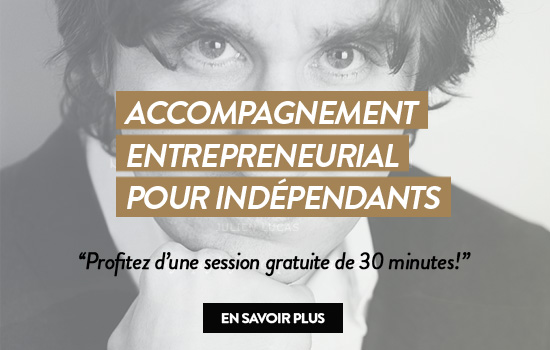 ACCOMPAGNEMENT
ENTREPRENEURIAL
POUR INDÉPENDANTS
“Profitez d’une session gratuite de 30 minutes!”
EN SAVOIR PLUS